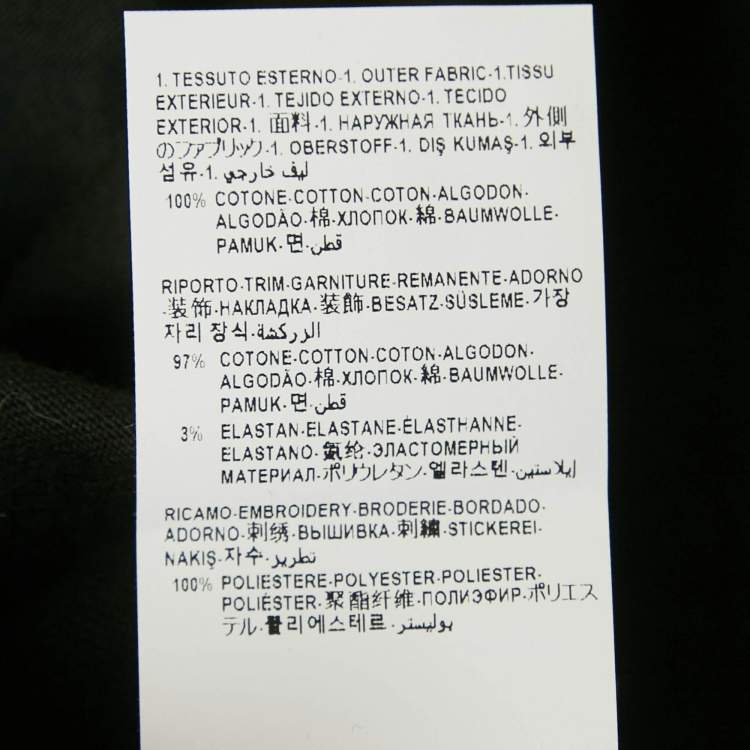 1. TESSUTO ESTERNO-1. OUTER FABRIC-1.TISSU
EXTERIEUR-1. TEJIDO EXTERNO-1. TECIDO
EXTERIOR-1. 面料-1. НАРУЖНАЯ ТКАНЬ-1. 外側
のファブリック-1. OBERSTOFF-1. DIŞ KUMAŞ-1. 외부
섬유-1. ليف خارجي
100% COTONE-COTTON-COTON-ALGODON-
ALGODÃO-棉-ХЛОПОК-綿-BAUMWOLLE-
PAMUK-면-قطن
RIPORTO-TRIM-GARNITURE-REMANENTE-ADORNO
-装饰-НАКЛАДКА-装飾-BESATZ-SÜSLEME-가장
자리 장식-الزركشة
97% COTONE-COTTON-COTON-ALGODON-
ALGODÃO-棉-ХЛОПОК-綿-BAUMWOLLE-
PAMUK-면-قطن
3% ELASTAN-ELASTANE-ÉLASTHANNE-
ELASTANO-氨纶-ЭЛАСТОМЕРНЫЙ
МАТЕРИАЛ-ポリウレタン-엘라스텐-إيلاستين
RICAMO-EMBROIDERY-BRODERIE-BORDADO-
ADORNO-刺绣-ВЫШИВКА-刺繍-STICKEREI-
NAKIŞ-자수-تطريز
100% POLIESTERE-POLYESTER-POLIESTER-
POLIÉSTER-聚酯纤维-ПОЛИЭФИР-ポリエス
テル-폴리에스테르-بوليستر